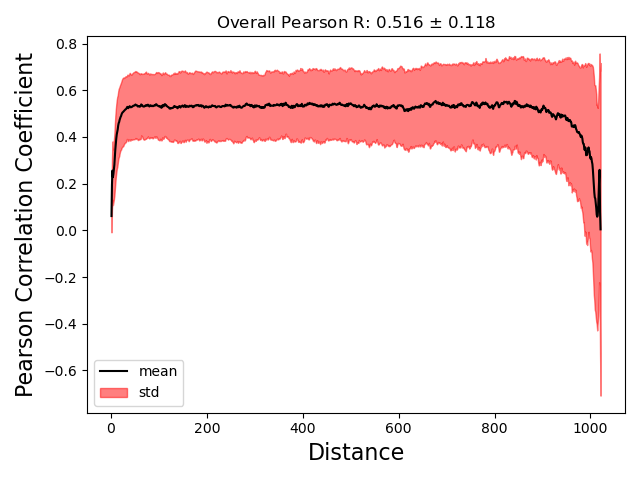 Overall Pearson R: 0.516 ± 0.118
Pearson Correlation Coefficient
0.8
0.6
0.4
0.2
0.0
−0.2
−0.4
−0.6
mean
std
0 200 400 600 800 1000
Distance